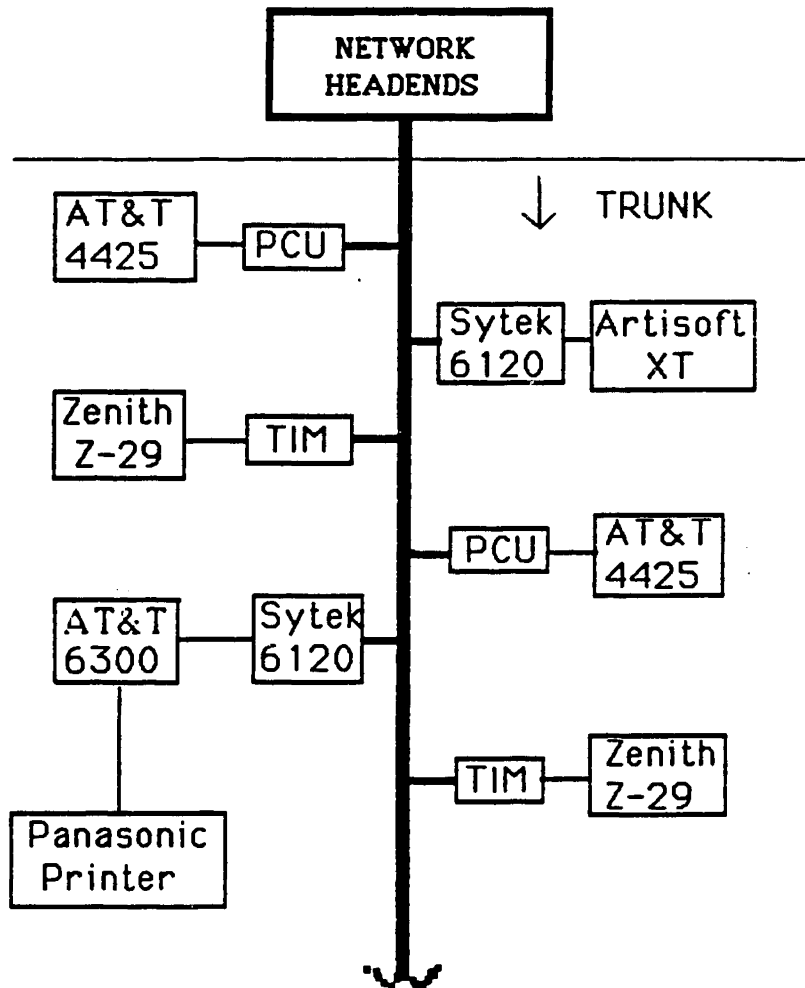 NETWORK
HEADENDS
TRUNK
AT&T
4425
PCU
Sytek
6120
Artisoft
XT
Zenith
Z-29
TIM
PCU
AT&T
4425
AT&T
6300
Sytek
6120
TIM
Zenith
Z-29
Panasonic
Printer